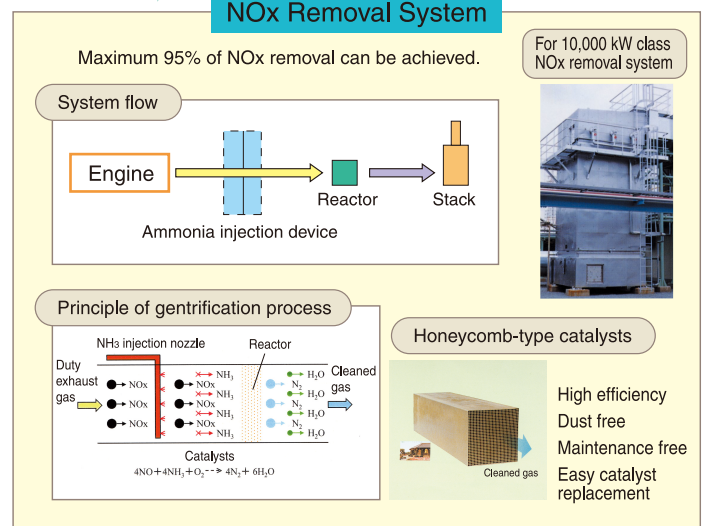 NOx Removal System
Maximum 95% of NOx removal can be achieved.
For 10,000 kW class
NOx removal system
System flow
Engine
Reactor
Stack
Ammonia injection device
Principle of gentrification process
NH3 injection nozzle
Reactor
Duty
exhaust
gas
NOx
NOx
NOx
NOx
NOx
NOx
NH₃
NH₃
NH₃
NH₃
N₂
N₂
N₂
H₂O
H₂O
H₂O
H₂O
Cleaned
gas
Catalysts
4NO+4NH₃+O₂--➔ 4N₂+ 6H₂O
Honeycomb-type catalysts
Cleaned gas
High efficiency
Dust free
Maintenance free
Easy catalyst
replacement